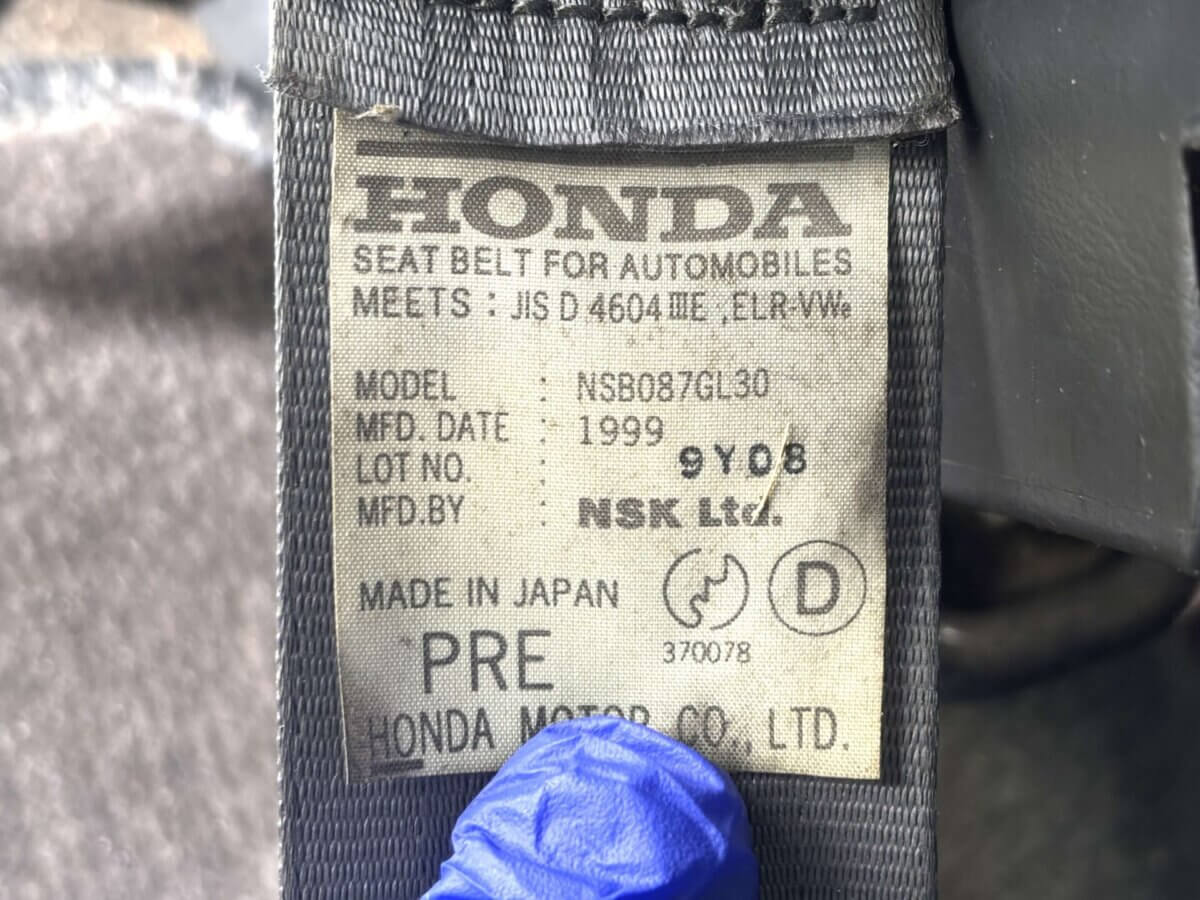 HONDA
SEAT BELT FOR AUTOMOBILES
MEETS : JIS D 4604 ⅢE ,ELR-VWe
MODEL : NSB087GL30
MFD. DATE : 1999
LOT NO. : 9Y08
MFD.BY : NSK Ltd.
MADE IN JAPAN
D
370078
PRE
HONDA MOTOR CO., LTD.